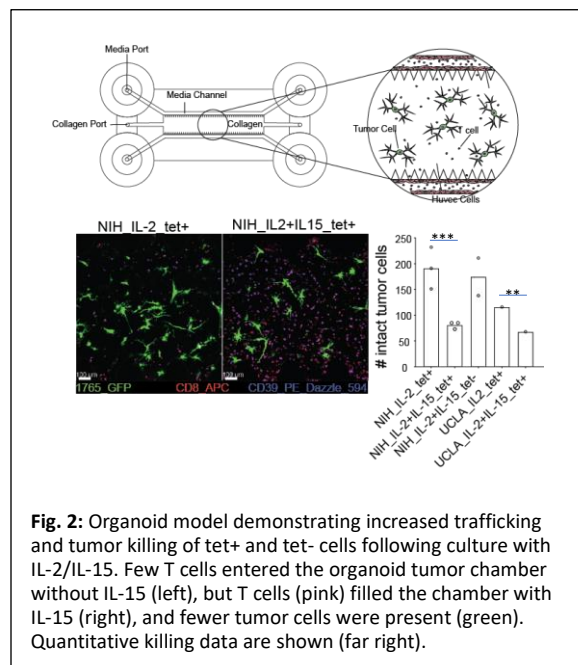 Media Port
Media Channel
Collagen Port
Collagen
Tumor Cell
T cell
Huvec Cells
NIH_IL-2_tet+
NIH_IL2+IL15_tet+
1765_GFP
CD8_APC
CD39_PE_Dazzle_594
# intact tumor cells
250
200
150
100
50
0
***
**
NIH_IL-2_tet+
NIH_IL-2+IL-15_tet+
NIH_IL-2+IL-15_tet-
UCLA_IL2_tet+
UCLA_IL-2+IL-15_tet+
Fig. 2: Organoid model demonstrating increased trafficking
and tumor killing of tet+ and tet- cells following culture with
IL-2/IL-15. Few T cells entered the organoid tumor chamber
without IL-15 (left), but T cells (pink) filled the chamber with
IL-15 (right), and fewer tumor cells were present (green).
Quantitative killing data are shown (far right).